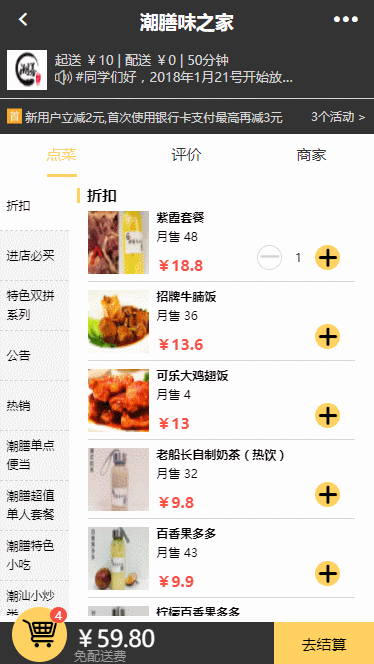 潮膳味之家
起送 ¥10 | 配送 ¥0 | 50分钟
#同学们好，2018年1月21号开始放...
首 新用户立减2元,首次使用银行卡支付最高再减3元 3个活动 >
点菜 评价 商家
折扣
进店必买
特色双拼
系列
公告
热销
潮膳单点
便当
潮膳超值
单人套餐
潮膳特色
小吃
潮汕小炒
类
折扣
紫霞套餐
月售 48
¥18.8
1
招牌牛腩饭
月售 36
¥13.6
可乐大鸡翅饭
月售 4
¥13
老船长自制奶茶（热饮）
月售 32
¥9.8
百香果多多
月售 43
¥9.9
柠檬百香果多多
4
¥59.80
免配送费
去结算